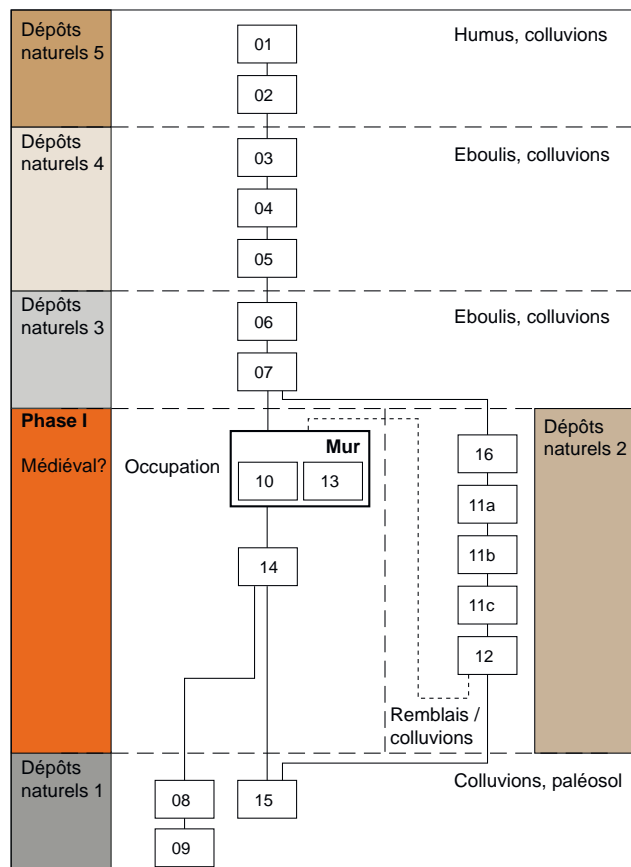 Dépôts
naturels 5
01
Humus, colluvions
02
Dépôts
naturels 4
03
Eboulis, colluvions
04
05
Dépôts
naturels 3
06
Eboulis, colluvions
07
Phase I
Médiéval?
Occupation
Mur
10
13
14
16
11a
11b
11c
12
Dépôts
naturels 2
Remblais /
colluvions
Dépôts
naturels 1
08
09
15
Colluvions, paléosol